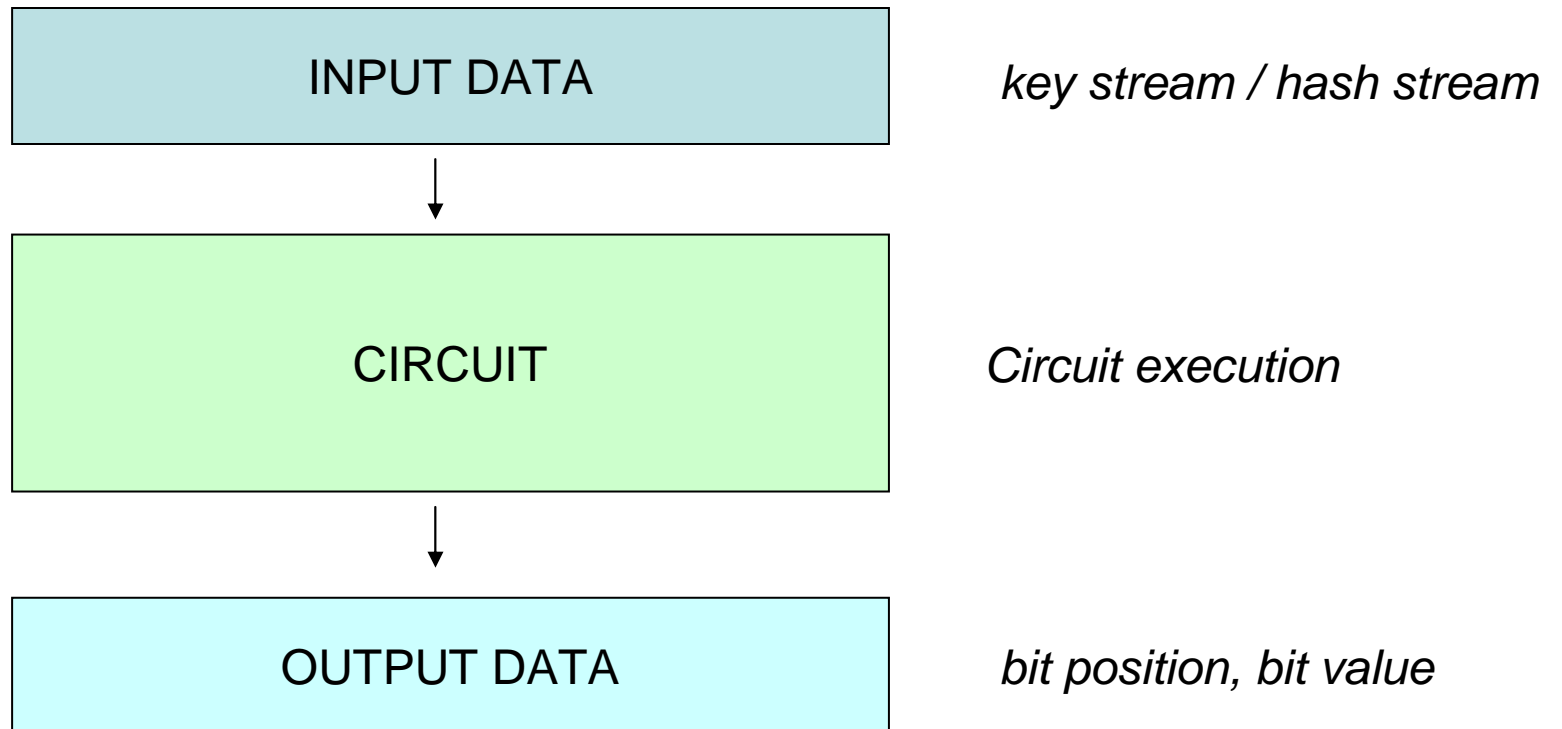 INPUT DATA
key stream / hash stream
CIRCUIT
Circuit execution
OUTPUT DATA
bit position, bit value